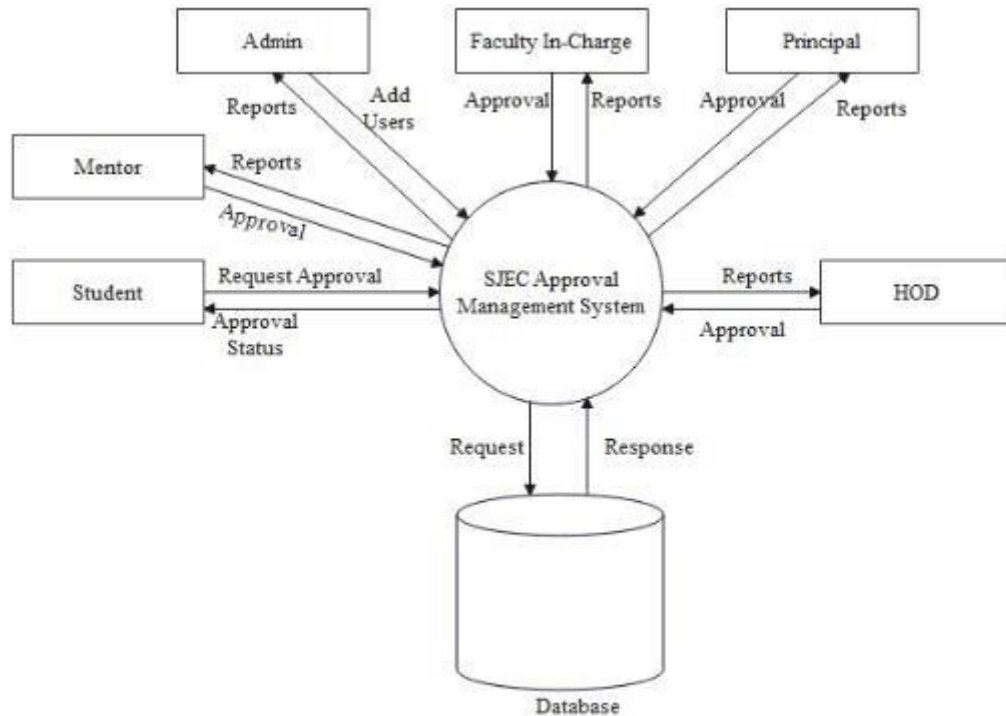 Admin
Faculty In-Charge
Principal
Reports
Add
Users
Approval
Reports
Approval
Reports
Mentor
Reports
Approval
Student
Request Approval
Approval
Status
SJEC Approval
Management System
Reports
Approval
HOD
Request
Response
Database